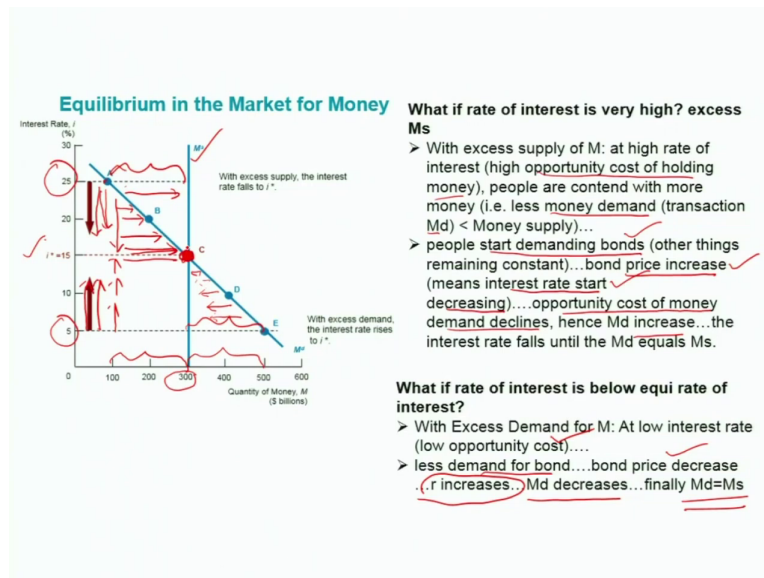 Equilibrium in the Market for Money
Interest Rate, i
(%)
30
25
20
i*=15
10
5
0
100
200
300
400
500
600
Quantity of Money, M
($ billions)
Mˢ
A
B
C
D
E
Mᵈ
With excess supply, the interest
rate falls to i*.
With excess demand,
the interest rate rises
to i*.
What if rate of interest is very high? excess
Ms
➢ With excess supply of M: at high rate of
interest (high opportunity cost of holding
money), people are contend with more
money (i.e. less money demand (transaction
Md) < Money supply)…
➢ people start demanding bonds (other things
remaining constant)…bond price increase
(means interest rate start
decreasing)….opportunity cost of money
demand declines, hence Md increase…the
interest rate falls until the Md equals Ms.
What if rate of interest is below equi rate of
interest?
➢ With Excess Demand for M: At low interest rate
(low opportunity cost)….
➢ less demand for bond….bond price decrease
…r increases…Md decreases…finally Md=Ms